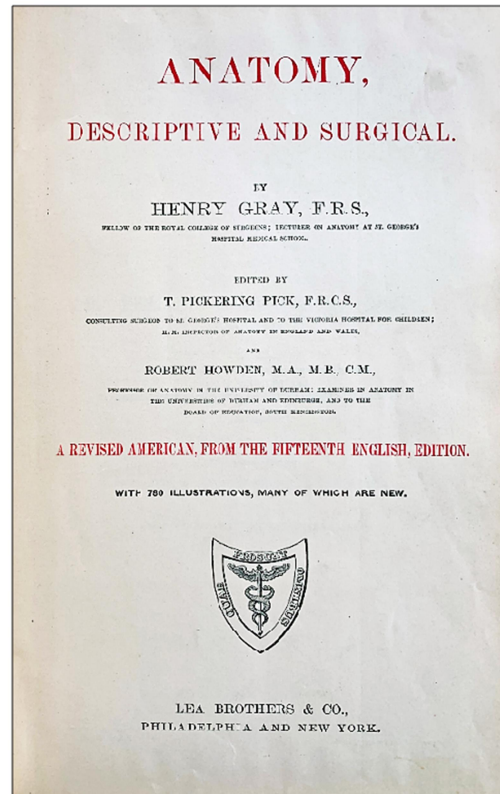 ANATOMY,
DESCRIPTIVE AND SURGICAL.
BY
HENRY GRAY, F.R.S.,
FELLOW OF THE ROYAL COLLEGE OF SURGEONS; LECTURER ON ANATOMY AT ST. GEORGE'S
HOSPITAL MEDICAL SCHOOL.
EDITED BY
T. PICKERING PICK, F.R.C.S.,
CONSULTING SURGEON TO ST. GEORGE'S HOSPITAL AND TO THE VICTORIA HOSPITAL FOR CHILDREN;
H.M. INSPECTOR OF ANATOMY IN ENGLAND AND WALES,
AND
ROBERT HOWDEN, M.A., M.B., C.M.,
PROFESSOR OF ANATOMY IN THE UNIVERSITY OF DURHAM; EXAMINER IN ANATOMY IN
THE UNIVERSITIES OF DURHAM AND EDINBURGH, AND TO THE
BOARD OF EDUCATION, SOUTH KENSINGTON.
A REVISED AMERICAN, FROM THE FIFTEENTH ENGLISH, EDITION.
WITH 780 ILLUSTRATIONS, MANY OF WHICH ARE NEW.
QUAE
PROSUNT
OMNIBUS
LEA BROTHERS & CO.,
PHILADELPHIA AND NEW YORK.